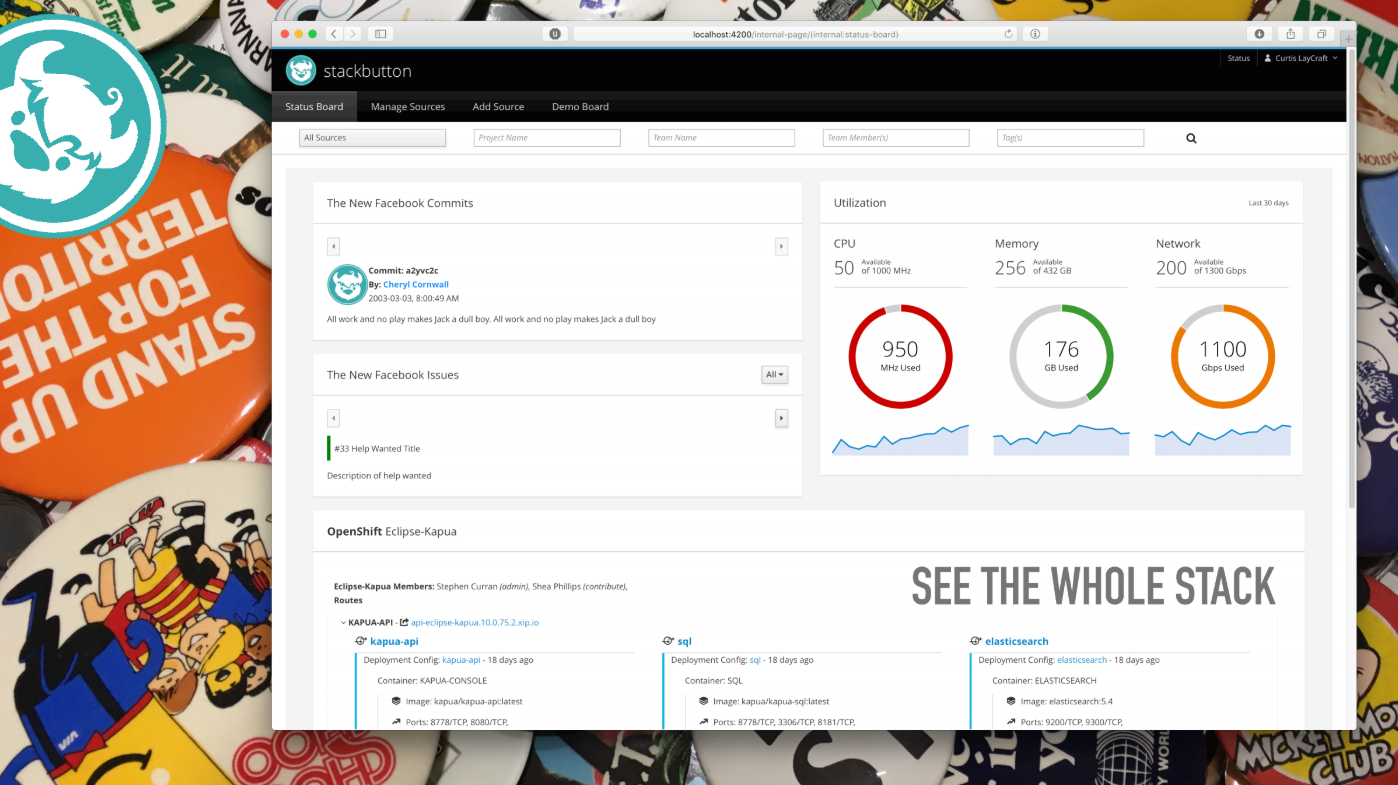 localhost:4200/internal-page/(internal:status-board)
stackbutton
Status
Curtis LayCraft
Status Board
Manage Sources
Add Source
Demo Board
All Sources
Project Name
Team Name
Team Member(s)
Tag(s)
The New Facebook Commits
Commit: a2yvc2c
By: Cheryl Cornwall
2003-03-03, 8:00:49 AM
All work and no play makes Jack a dull boy. All work and no play makes Jack a dull boy
The New Facebook Issues
All
#33 Help Wanted Title
Description of help wanted
Utilization
Last 30 days
CPU
50 Available of 1000 MHz
950
MHz Used
Memory
256 Available of 432 GB
176
GB Used
Network
200 Available of 1300 Gbps
1100
Gbps Used
OpenShift Eclipse-Kapua
SEE THE WHOLE STACK
Eclipse-Kapua Members: Stephen Curran (admin), Shea Phillips (contribute),
Routes
KAPUA-API - api-eclipse-kapua.10.0.75.2.xip.io
kapua-api
Deployment Config: kapua-api - 18 days ago
Container: KAPUA-CONSOLE
Image: kapua/kapua-api:latest
Ports: 8778/TCP, 8080/TCP,
sql
Deployment Config: sql - 18 days ago
Container: SQL
Image: kapua/kapua-sql:latest
Ports: 8778/TCP, 3306/TCP, 8181/TCP,
elasticsearch
Deployment Config: elasticsearch - 18 days ago
Container: ELASTICSEARCH
Image: elasticsearch:5.4
Ports: 9200/TCP, 9300/TCP,
STAND UP
FOR THE
MICKEY MO
CLUB